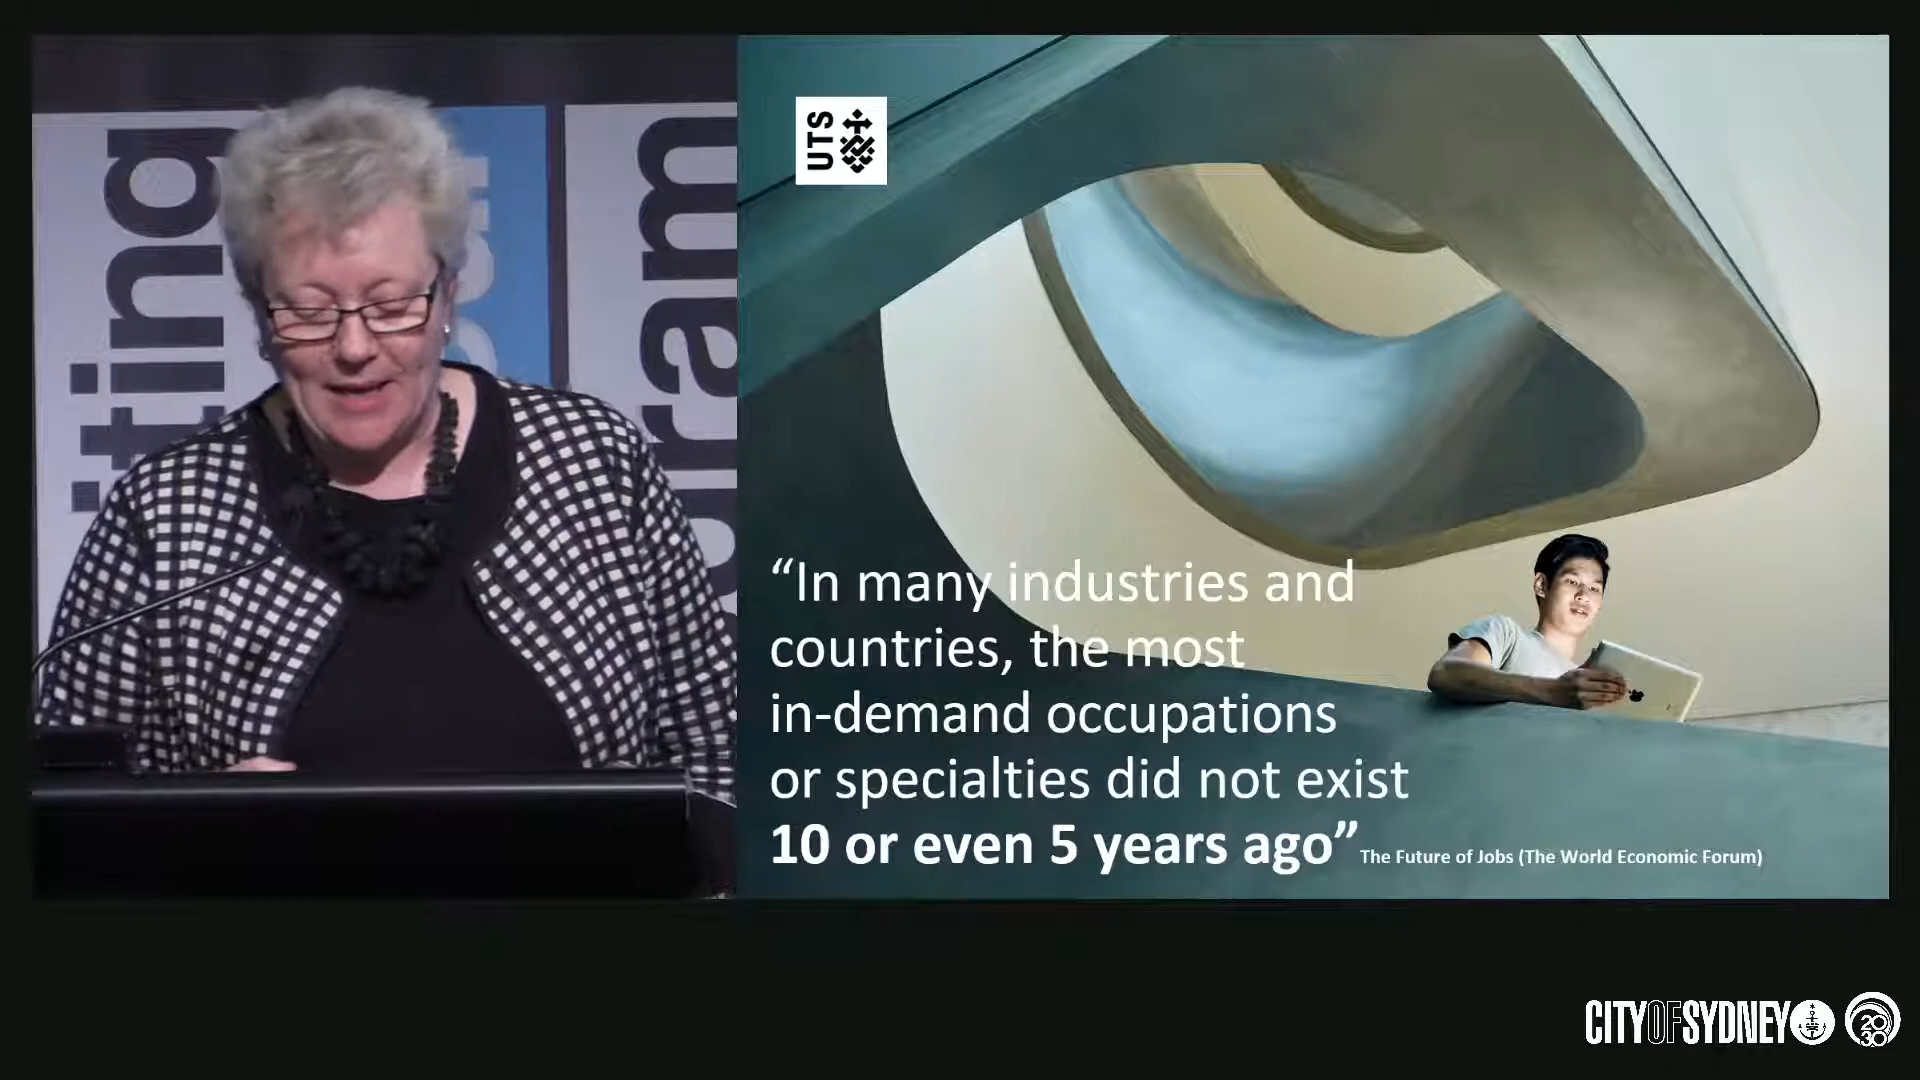 UTS
“In many industries and
countries, the most
in-demand occupations
or specialties did not exist
10 or even 5 years ago”
The Future of Jobs (The World Economic Forum)
CITYOFSYDNEY
2030